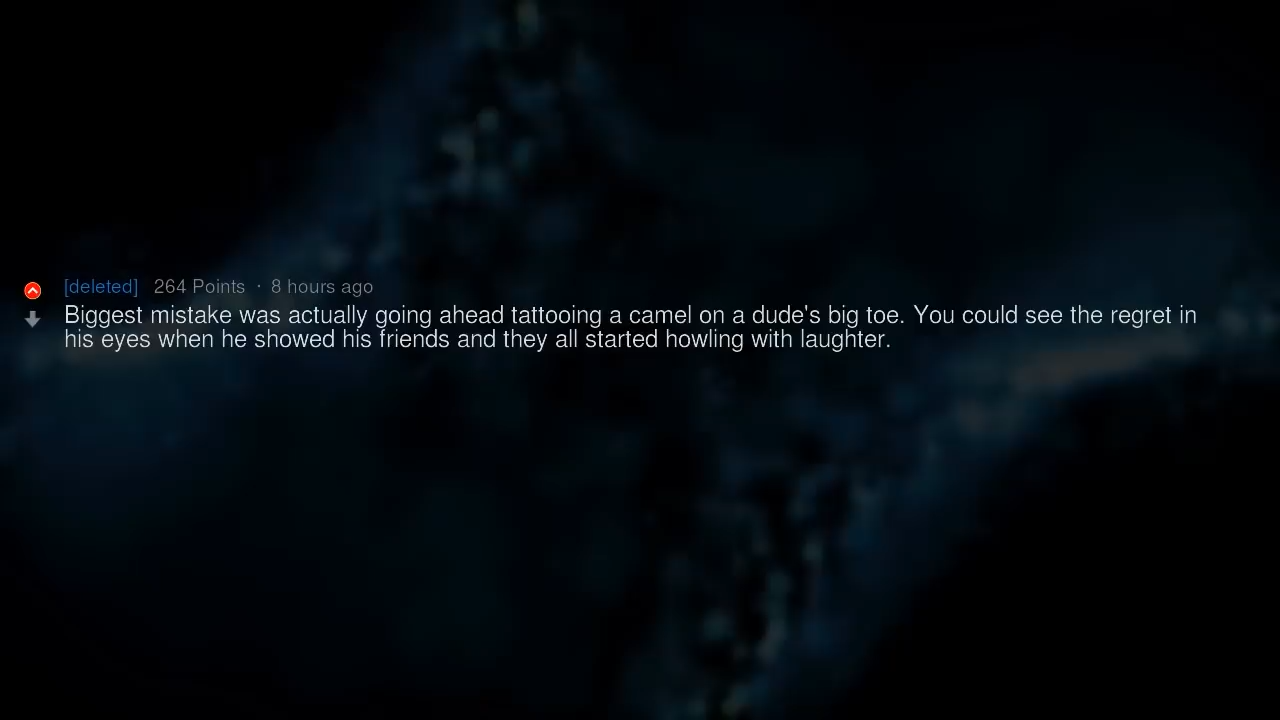 [deleted] 264 Points · 8 hours ago
Biggest mistake was actually going ahead tattooing a camel on a dude's big toe. You could see the regret in
his eyes when he showed his friends and they all started howling with laughter.